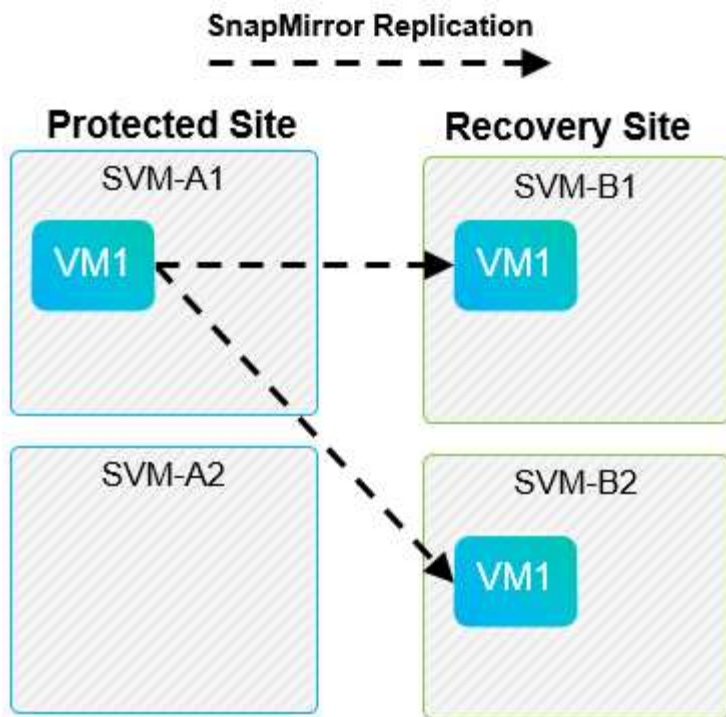 SnapMirror Replication
Protected Site
Recovery Site
SVM-A1
VM1
SVM-B1
VM1
SVM-A2
SVM-B2
VM1